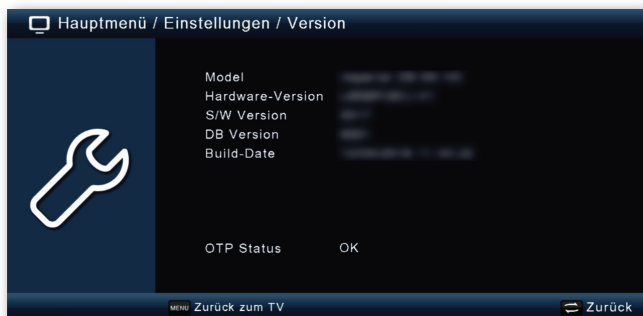 Hauptmenü / Einstellungen / Version
Model
Hardware-Version
S/W Version
DB Version
Build-Date
OTP Status OK
MENU Zurück zum TV
Zurück